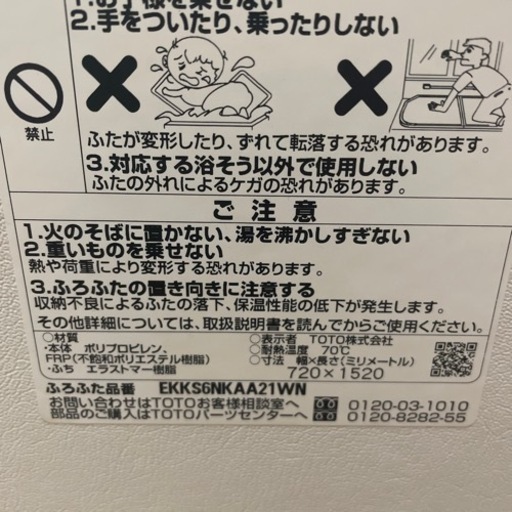 1.お子様を乗せない
2.手をついたり、乗ったりしない
禁止
ふたが変形したり、ずれて転落する恐れがあります。
3.対応する浴そう以外で使用しない
ふたの外れによるケガの恐れがあります。
ご注意
1.火のそばに置かない、湯を沸かしすぎない
2.重いものを乗せない
熱や荷重により変形する恐れがあります。
3.ふろふたの置き向きに注意する
収納不良によるふたの落下、保温性能の低下が発生します。
その他詳細については、取扱説明書を読んでからご使用ください。
○材質
・本体 ポリプロピレン、
FRP(不飽和ポリエステル樹脂)
・ふち エラストマー樹脂
○表示者 TOTO株式会社
○耐熱温度 70℃
○寸法 幅×長さ(ミリメートル)
720×1520
ふろふた品番 EKKS6NKAA21WN
お問い合わせはTOTOお客様相談室へ 0120-03-1010
部品のご購入はTOTOパーツセンターへ 0120-8282-55